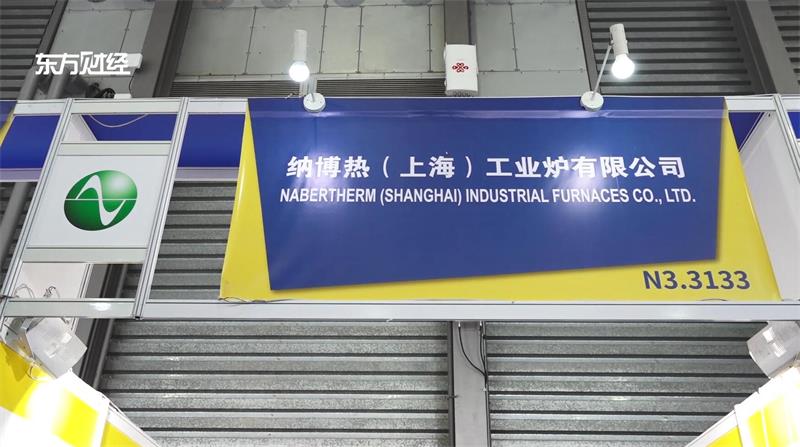 东方财经
纳博热（上海）工业炉有限公司
NABERTHERM (SHANGHAI) INDUSTRIAL FURNACES CO., LTD.
N3.3133